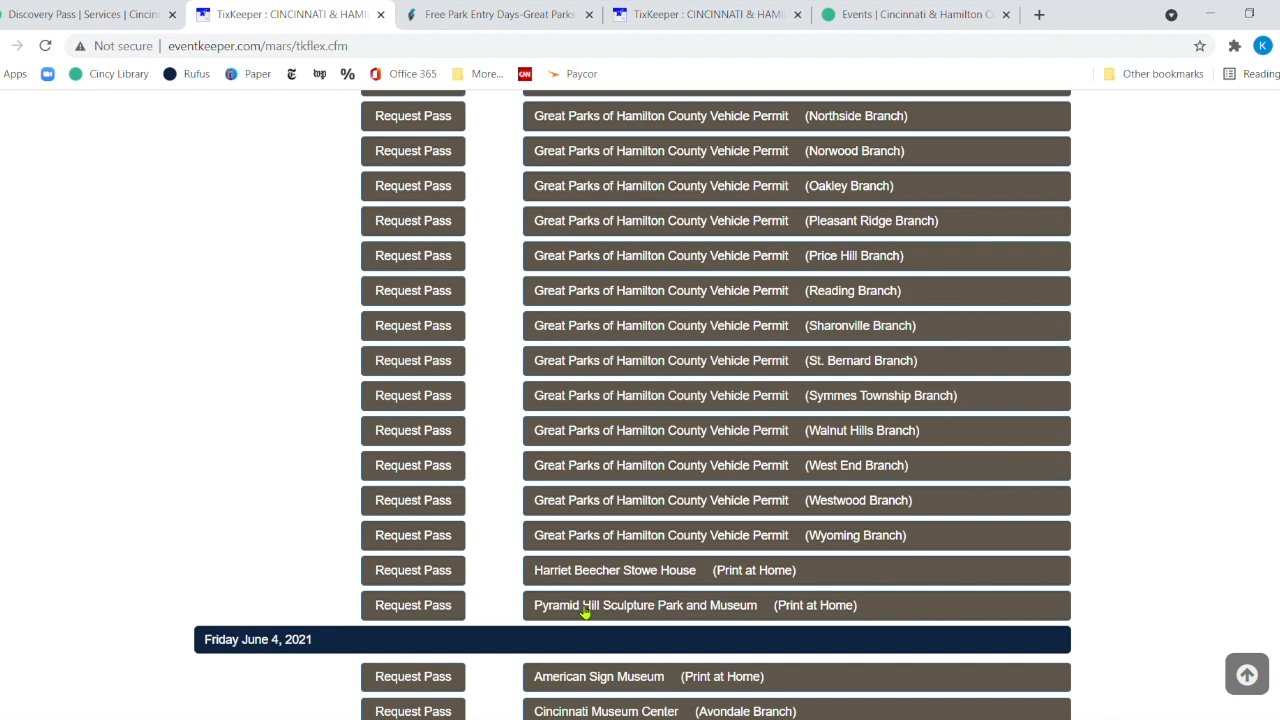 Discovery Pass | Services | Cincinn
TixKeeper : CINCINNATI & HAMI
Free Park Entry Days-Great Parks
TixKeeper : CINCINNATI & HAMI
Events | Cincinnati & Hamilton C
Not secure | eventkeeper.com/mars/tkflex.cfm
K
Apps
Cincy Library
Rufus
Paper
Office 365
More...
CNN
Paycor
Other bookmarks
Reading
Request Pass Great Parks of Hamilton County Vehicle Permit (Northside Branch)
Request Pass Great Parks of Hamilton County Vehicle Permit (Norwood Branch)
Request Pass Great Parks of Hamilton County Vehicle Permit (Oakley Branch)
Request Pass Great Parks of Hamilton County Vehicle Permit (Pleasant Ridge Branch)
Request Pass Great Parks of Hamilton County Vehicle Permit (Price Hill Branch)
Request Pass Great Parks of Hamilton County Vehicle Permit (Reading Branch)
Request Pass Great Parks of Hamilton County Vehicle Permit (Sharonville Branch)
Request Pass Great Parks of Hamilton County Vehicle Permit (St. Bernard Branch)
Request Pass Great Parks of Hamilton County Vehicle Permit (Symmes Township Branch)
Request Pass Great Parks of Hamilton County Vehicle Permit (Walnut Hills Branch)
Request Pass Great Parks of Hamilton County Vehicle Permit (West End Branch)
Request Pass Great Parks of Hamilton County Vehicle Permit (Westwood Branch)
Request Pass Great Parks of Hamilton County Vehicle Permit (Wyoming Branch)
Request Pass Harriet Beecher Stowe House (Print at Home)
Request Pass Pyramid Hill Sculpture Park and Museum (Print at Home)
Friday June 4, 2021
Request Pass American Sign Museum (Print at Home)
Request Pass Cincinnati Museum Center (Avondale Branch)